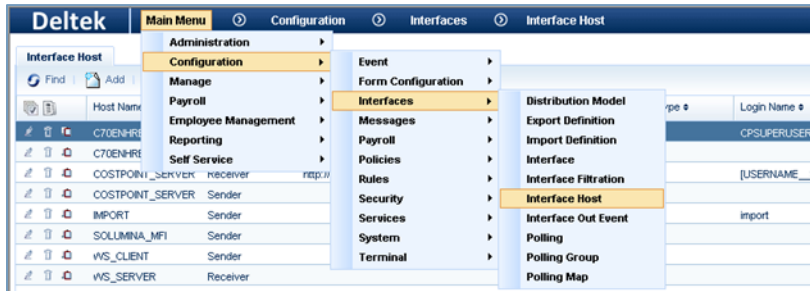 Deltek Main Menu Configuration Interfaces Interface Host
Interface Host
Find Add
Administration
Configuration
Manage
Payroll
Employee Management
Reporting
Self Service
Event
Form Configuration
Interfaces
Messages
Payroll
Policies
Rules
Security
Services
System
Terminal
Distribution Model
Export Definition
Import Definition
Interface
Interface Filtration
Interface Host
Interface Out Event
Polling
Polling Group
Polling Map
Host Name Login Name
C70ENHRE CPSUPERUSER
C70ENHRE
COSTPOINT_SERVER Receiver http://
COSTPOINT_SERVER Sender
IMPORT Sender import
SOLUMINA_MFI Sender
WS_CLIENT Sender
WS_SERVER Receiver